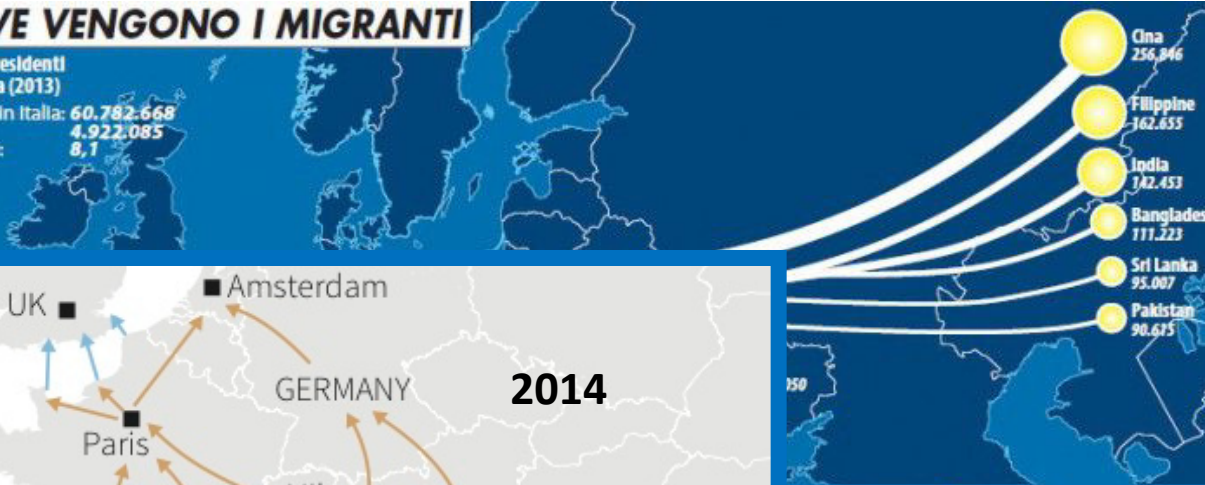 VE VENGONO I MIGRANTI
esidenti
a (2013)
in Italia: 60.782.668
4.922.085
: 8,1
Cina
256.846
Filippine
162.655
India
142.453
Banglades
111.223
Sri Lanka
95.007
Pakistan
90.615
050
UK
Amsterdam
GERMANY
2014
Paris